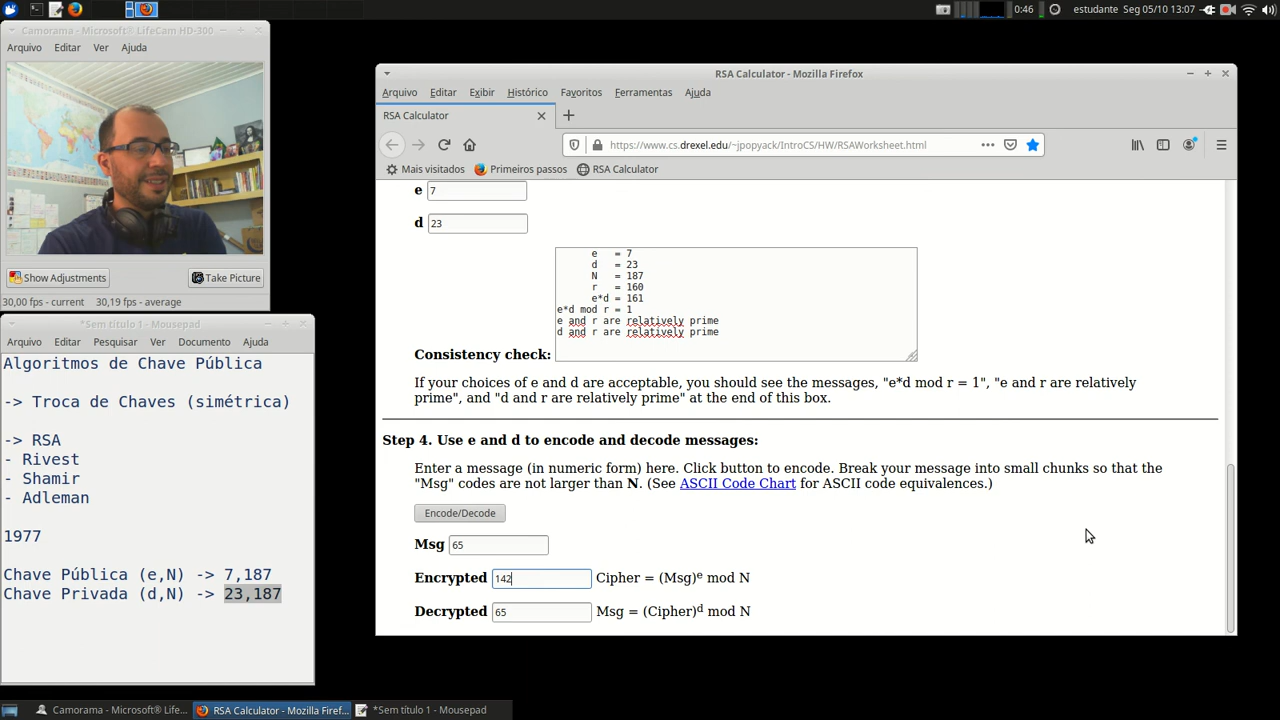 0:46 estudante Seg 05/10 13:07
Camorama - Microsoft® LifeCam HD-300
Arquivo Editar Ver Ajuda
Show Adjustments Take Picture
30,00 fps - current 30,19 fps - average
*Sem título 1 - Mousepad
Arquivo Editar Pesquisar Ver Documento Ajuda
Algoritmos de Chave Pública
-> Troca de Chaves (simétrica)
-> RSA
- Rivest
- Shamir
- Adleman
1977
Chave Pública (e,N) -> 7,187
Chave Privada (d,N) -> 23,187
RSA Calculator - Mozilla Firefox
Arquivo Editar Exibir Histórico Favoritos Ferramentas Ajuda
RSA Calculator
https://www.cs.drexel.edu/~jpopyack/IntroCS/HW/RSAWorksheet.html
Mais visitados Primeiros passos RSA Calculator
e 7
d 23
e = 7
d = 23
N = 187
r = 160
e*d = 161
e*d mod r = 1
e and r are relatively prime
d and r are relatively prime
Consistency check:
If your choices of e and d are acceptable, you should see the messages, "e*d mod r = 1", "e and r are relatively
prime", and "d and r are relatively prime" at the end of this box.
Step 4. Use e and d to encode and decode messages:
Enter a message (in numeric form) here. Click button to encode. Break your message into small chunks so that the
"Msg" codes are not larger than N. (See ASCII Code Chart for ASCII code equivalences.)
Encode/Decode
Msg 65
Encrypted 142 Cipher = (Msg)ᵉ mod N
Decrypted 65 Msg = (Cipher)ᵈ mod N
Camorama - Microsoft® LifeCa... RSA Calculator - Mozilla Firef... *Sem título 1 - Mousepad